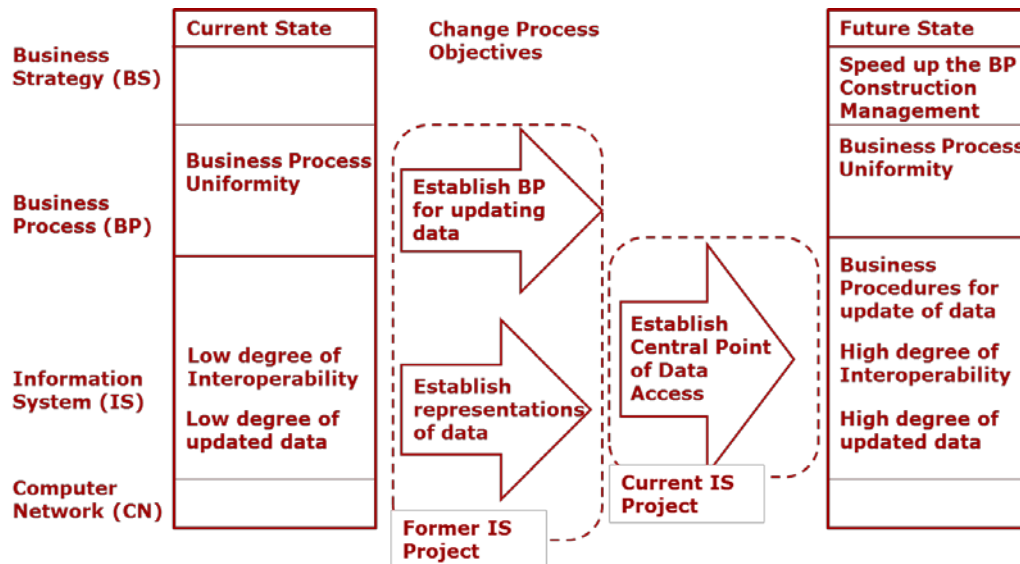 Current State
Change Process
Objectives
Future State
Business
Strategy (BS)
Speed up the BP
Construction
Management
Business
Process (BP)
Business Process
Uniformity
Establish BP
for updating
data
Business Process
Uniformity
Information
System (IS)
Low degree of
Interoperability
Low degree of
updated data
Establish
representations
of data
Establish
Central Point
of Data
Access
Business
Procedures for
update of data
High degree of
Interoperability
High degree of
updated data
Computer
Network (CN)
Former IS
Project
Current IS
Project